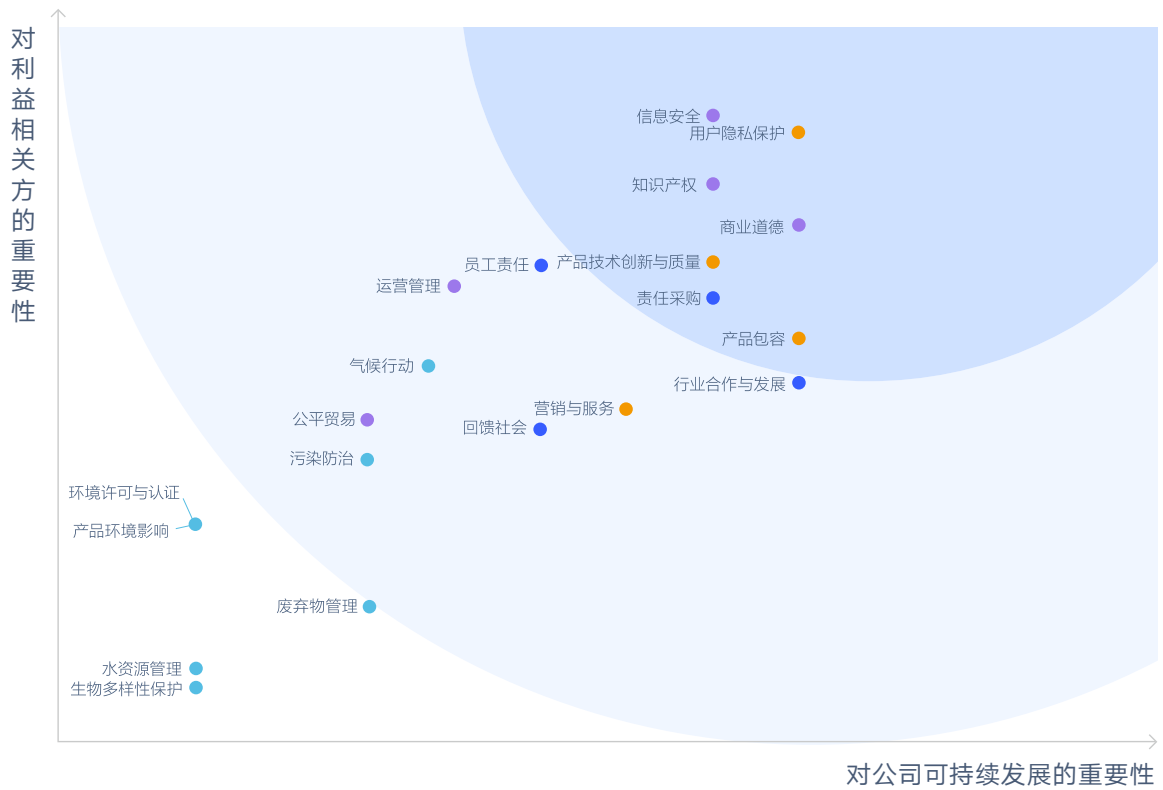 对利益相关方的重要性
信息安全
用户隐私保护
知识产权
商业道德
产品技术创新与质量
员工责任
运营管理
责任采购
产品包容
气候行动
行业合作与发展
营销与服务
公平贸易
回馈社会
污染防治
环境许可与认证
产品环境影响
废弃物管理
水资源管理
生物多样性保护
对公司可持续发展的重要性